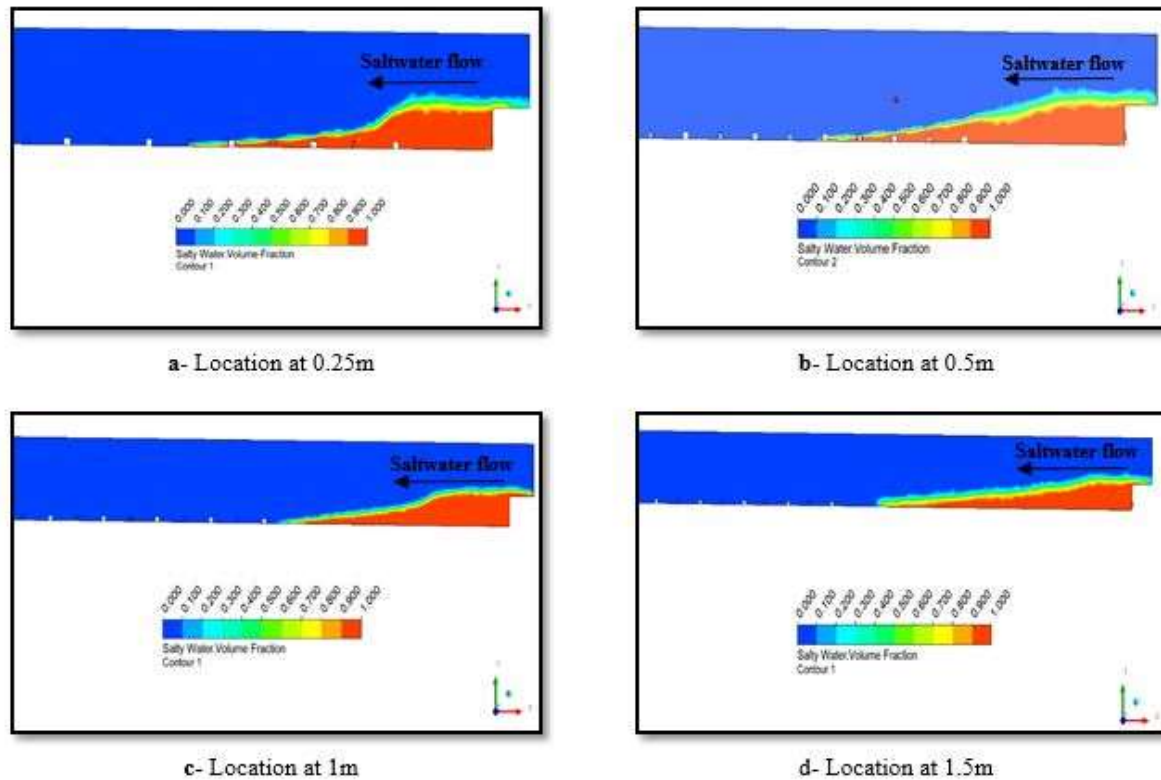 Saltwater flow
0.000
0.100
0.200
0.300
0.400
0.500
0.600
0.700
0.800
0.900
1.000
Salty Water.Volume Fraction
Contour 1
a- Location at 0.25m
Saltwater flow
0.000
0.100
0.200
0.300
0.400
0.500
0.600
0.700
0.800
0.900
1.000
Salty Water.Volume Fraction
Contour 2
b- Location at 0.5m
Saltwater flow
0.000
0.100
0.200
0.300
0.400
0.500
0.600
0.700
0.800
0.900
1.000
Salty Water.Volume Fraction
Contour 1
c- Location at 1m
Saltwater flow
0.000
0.100
0.200
0.300
0.400
0.500
0.600
0.700
0.800
0.900
1.000
Salty Water.Volume Fraction
Contour 1
d- Location at 1.5m